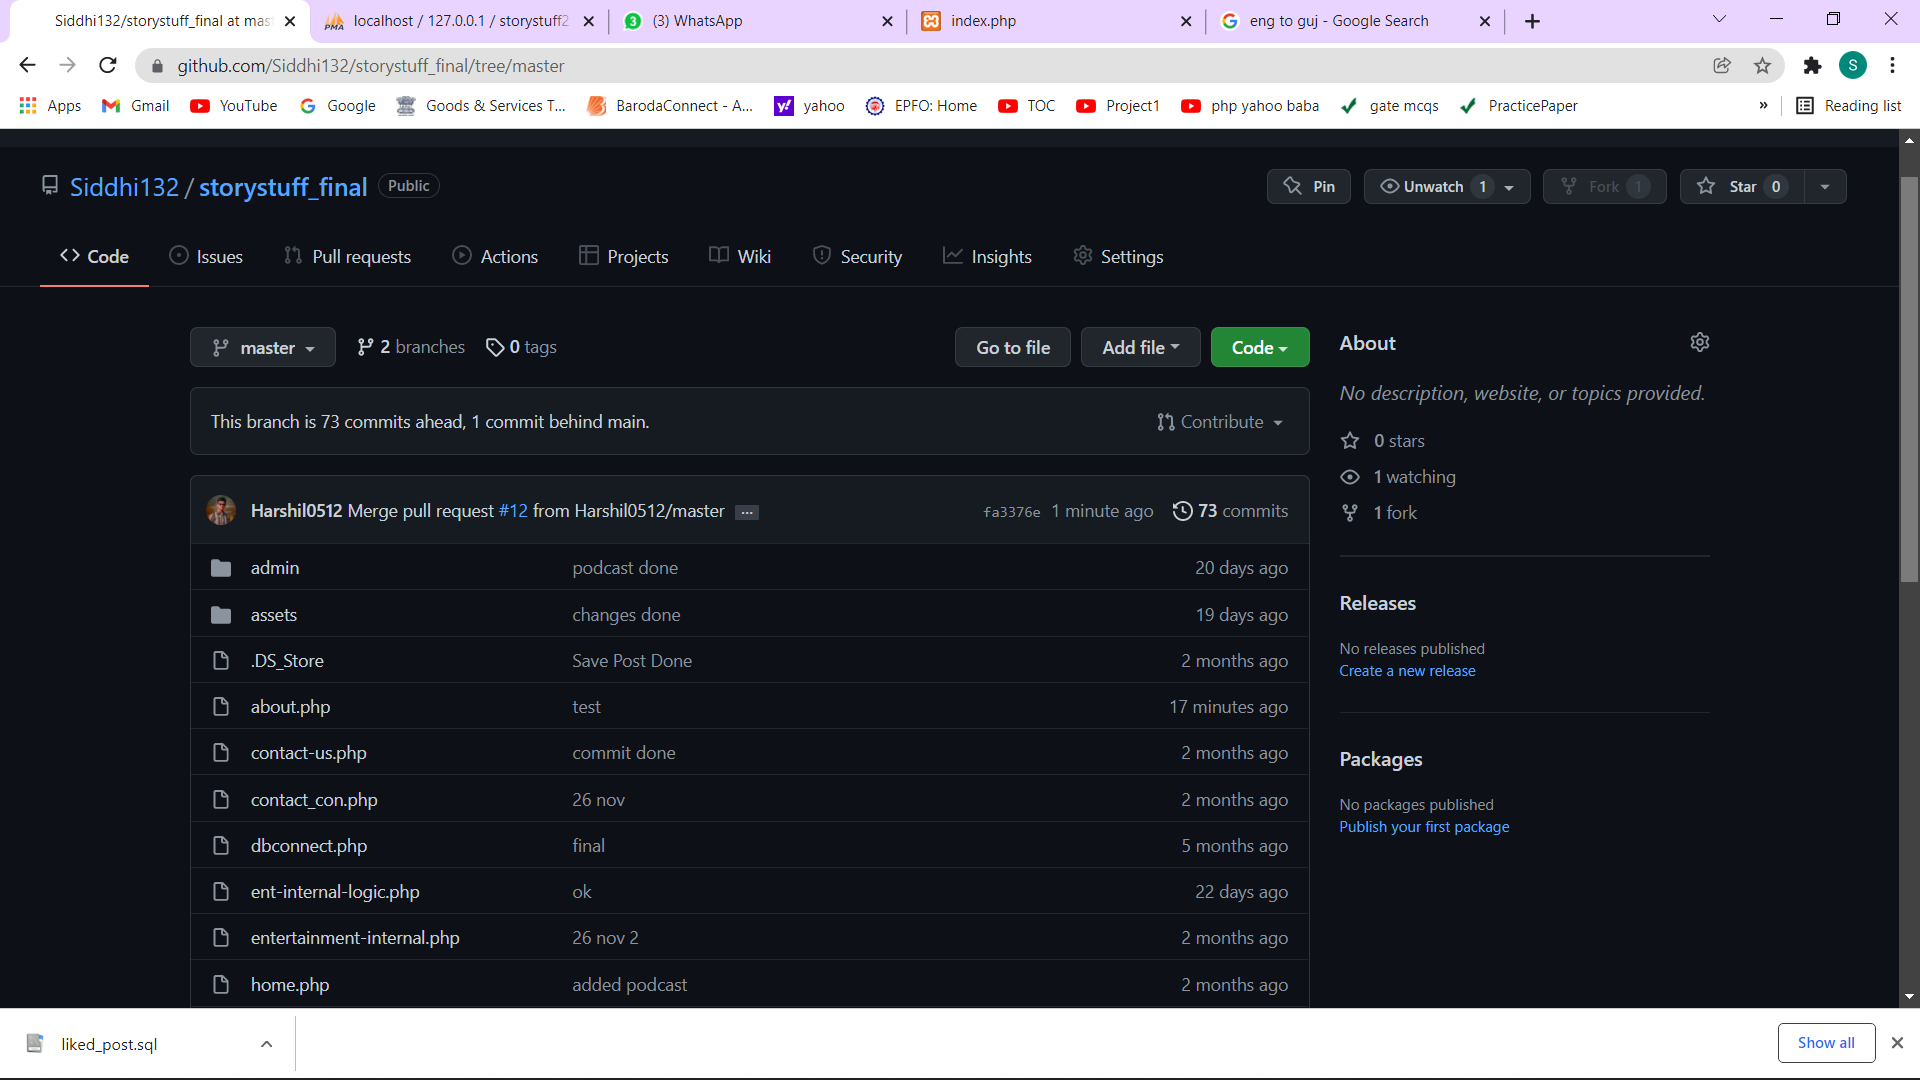 Siddhi132/storystuff_final at mas
localhost / 127.0.0.1 / storystuff2
(3) WhatsApp
index.php
eng to guj - Google Search
github.com/Siddhi132/storystuff_final/tree/master
S
Apps
Gmail
YouTube
Google
Goods & Services T...
BarodaConnect - A...
yahoo
EPFO: Home
TOC
Project1
php yahoo baba
gate mcqs
PracticePaper
»
Reading list
Siddhi132 / storystuff_final Public
Pin
Unwatch 1
Fork 1
Star 0
Code
Issues
Pull requests
Actions
Projects
Wiki
Security
Insights
Settings
master
2 branches
0 tags
Go to file
Add file
Code
This branch is 73 commits ahead, 1 commit behind main.
Contribute
Harshil0512 Merge pull request #12 from Harshil0512/master ...
fa3376e 1 minute ago 73 commits
admin podcast done 20 days ago
assets changes done 19 days ago
.DS_Store Save Post Done 2 months ago
about.php test 17 minutes ago
contact-us.php commit done 2 months ago
contact_con.php 26 nov 2 months ago
dbconnect.php final 5 months ago
ent-internal-logic.php ok 22 days ago
entertainment-internal.php 26 nov 2 2 months ago
home.php added podcast 2 months ago
About
No description, website, or topics provided.
0 stars
1 watching
1 fork
Releases
No releases published
Create a new release
Packages
No packages published
Publish your first package
liked_post.sql
Show all